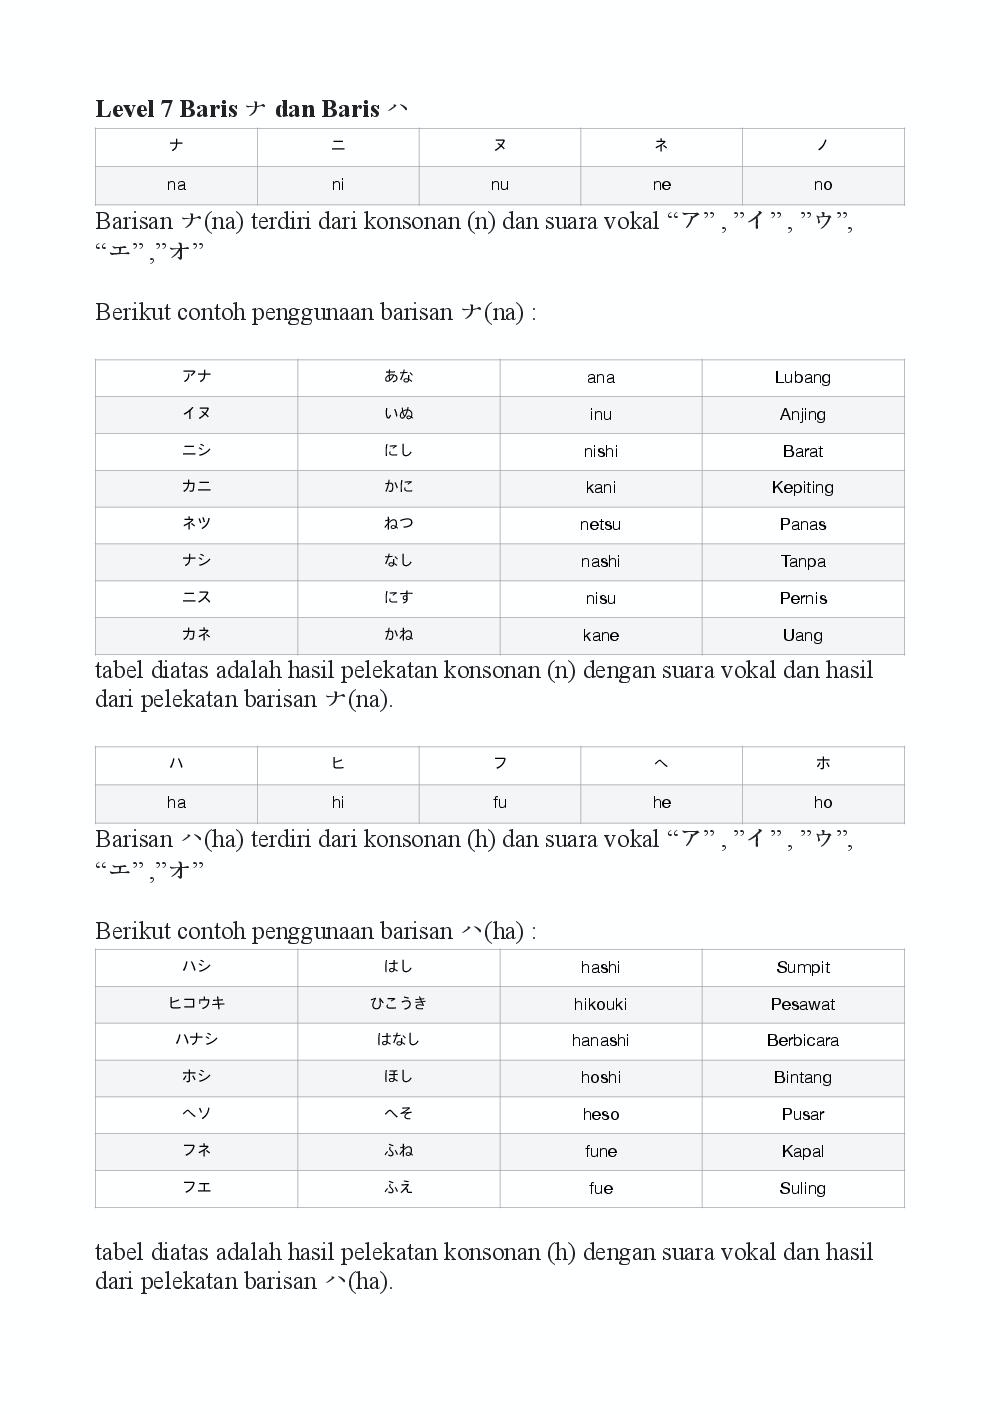 Level 7 Baris ナ dan Baris ハ
ナ ニ ヌ ネ ノ
na ni nu ne no
Barisan ナ(na) terdiri dari konsonan (n) dan suara vokal “ア” , ”イ” , ”ウ”,
“エ” ,”オ”
Berikut contoh penggunaan barisan ナ(na) :
アナ あな ana Lubang
イヌ いぬ inu Anjing
ニシ にし nishi Barat
カニ かに kani Kepiting
ネツ ねつ netsu Panas
ナシ なし nashi Tanpa
ニス にす nisu Pernis
カネ かね kane Uang
tabel diatas adalah hasil pelekatan konsonan (n) dengan suara vokal dan hasil
dari pelekatan barisan ナ(na).
ハ ヒ フ ヘ ホ
ha hi fu he ho
Barisan ハ(ha) terdiri dari konsonan (h) dan suara vokal “ア” , ”イ” , ”ウ”,
“エ” ,”オ”
Berikut contoh penggunaan barisan ハ(ha) :
ハシ はし hashi Sumpit
ヒコウキ ひこうき hikouki Pesawat
ハナシ はなし hanashi Berbicara
ホシ ほし hoshi Bintang
ヘソ へそ heso Pusar
フネ ふね fune Kapal
フエ ふえ fue Suling
tabel diatas adalah hasil pelekatan konsonan (h) dengan suara vokal dan hasil
dari pelekatan barisan ハ(ha).